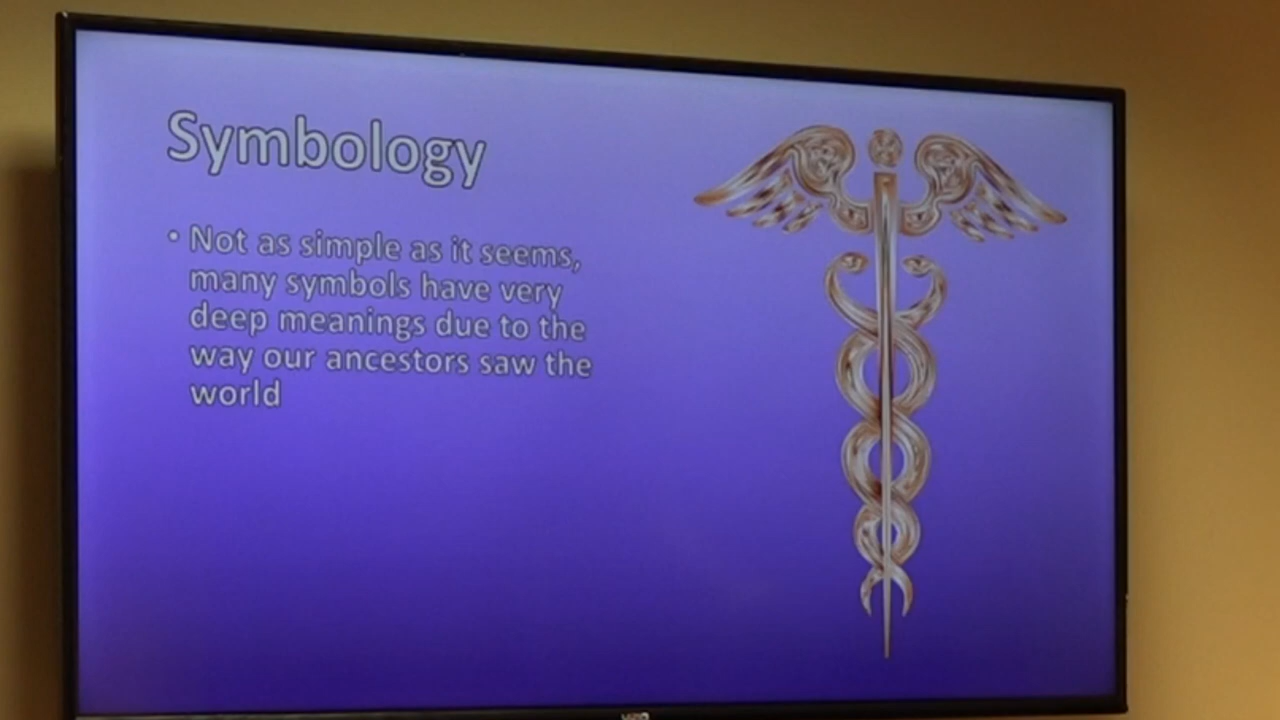 Symbology
• Not as simple as it seems,
many symbols have very
deep meanings due to the
way our ancestors saw the
world
VIZIO